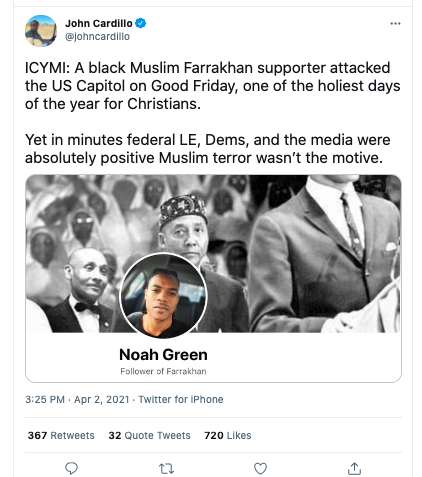 John Cardillo
@johncardillo
ICYMI: A black Muslim Farrakhan supporter attacked
the US Capitol on Good Friday, one of the holiest days
of the year for Christians.
Yet in minutes federal LE, Dems, and the media were
absolutely positive Muslim terror wasn't the motive.
Noah Green
Follower of Farrakhan
3:25 PM · Apr 2, 2021 · Twitter for iPhone
367 Retweets 32 Quote Tweets 720 Likes